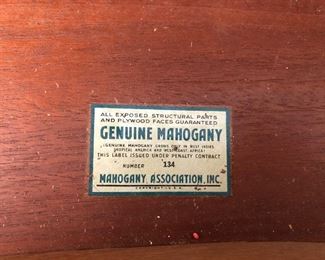 ALL EXPOSED STRUCTURAL PARTS
AND PLYWOOD FACES GUARANTEED
GENUINE MAHOGANY
(GENUINE MAHOGANY GROWS ONLY IN WEST INDIES
TROPICAL AMERICA AND WEST COAST, AFRICA)
THIS LABEL ISSUED UNDER PENALTY CONTRACT
NUMBER 134
MAHOGANY ASSOCIATION, INC.
COPYRIGHT U.S.A.